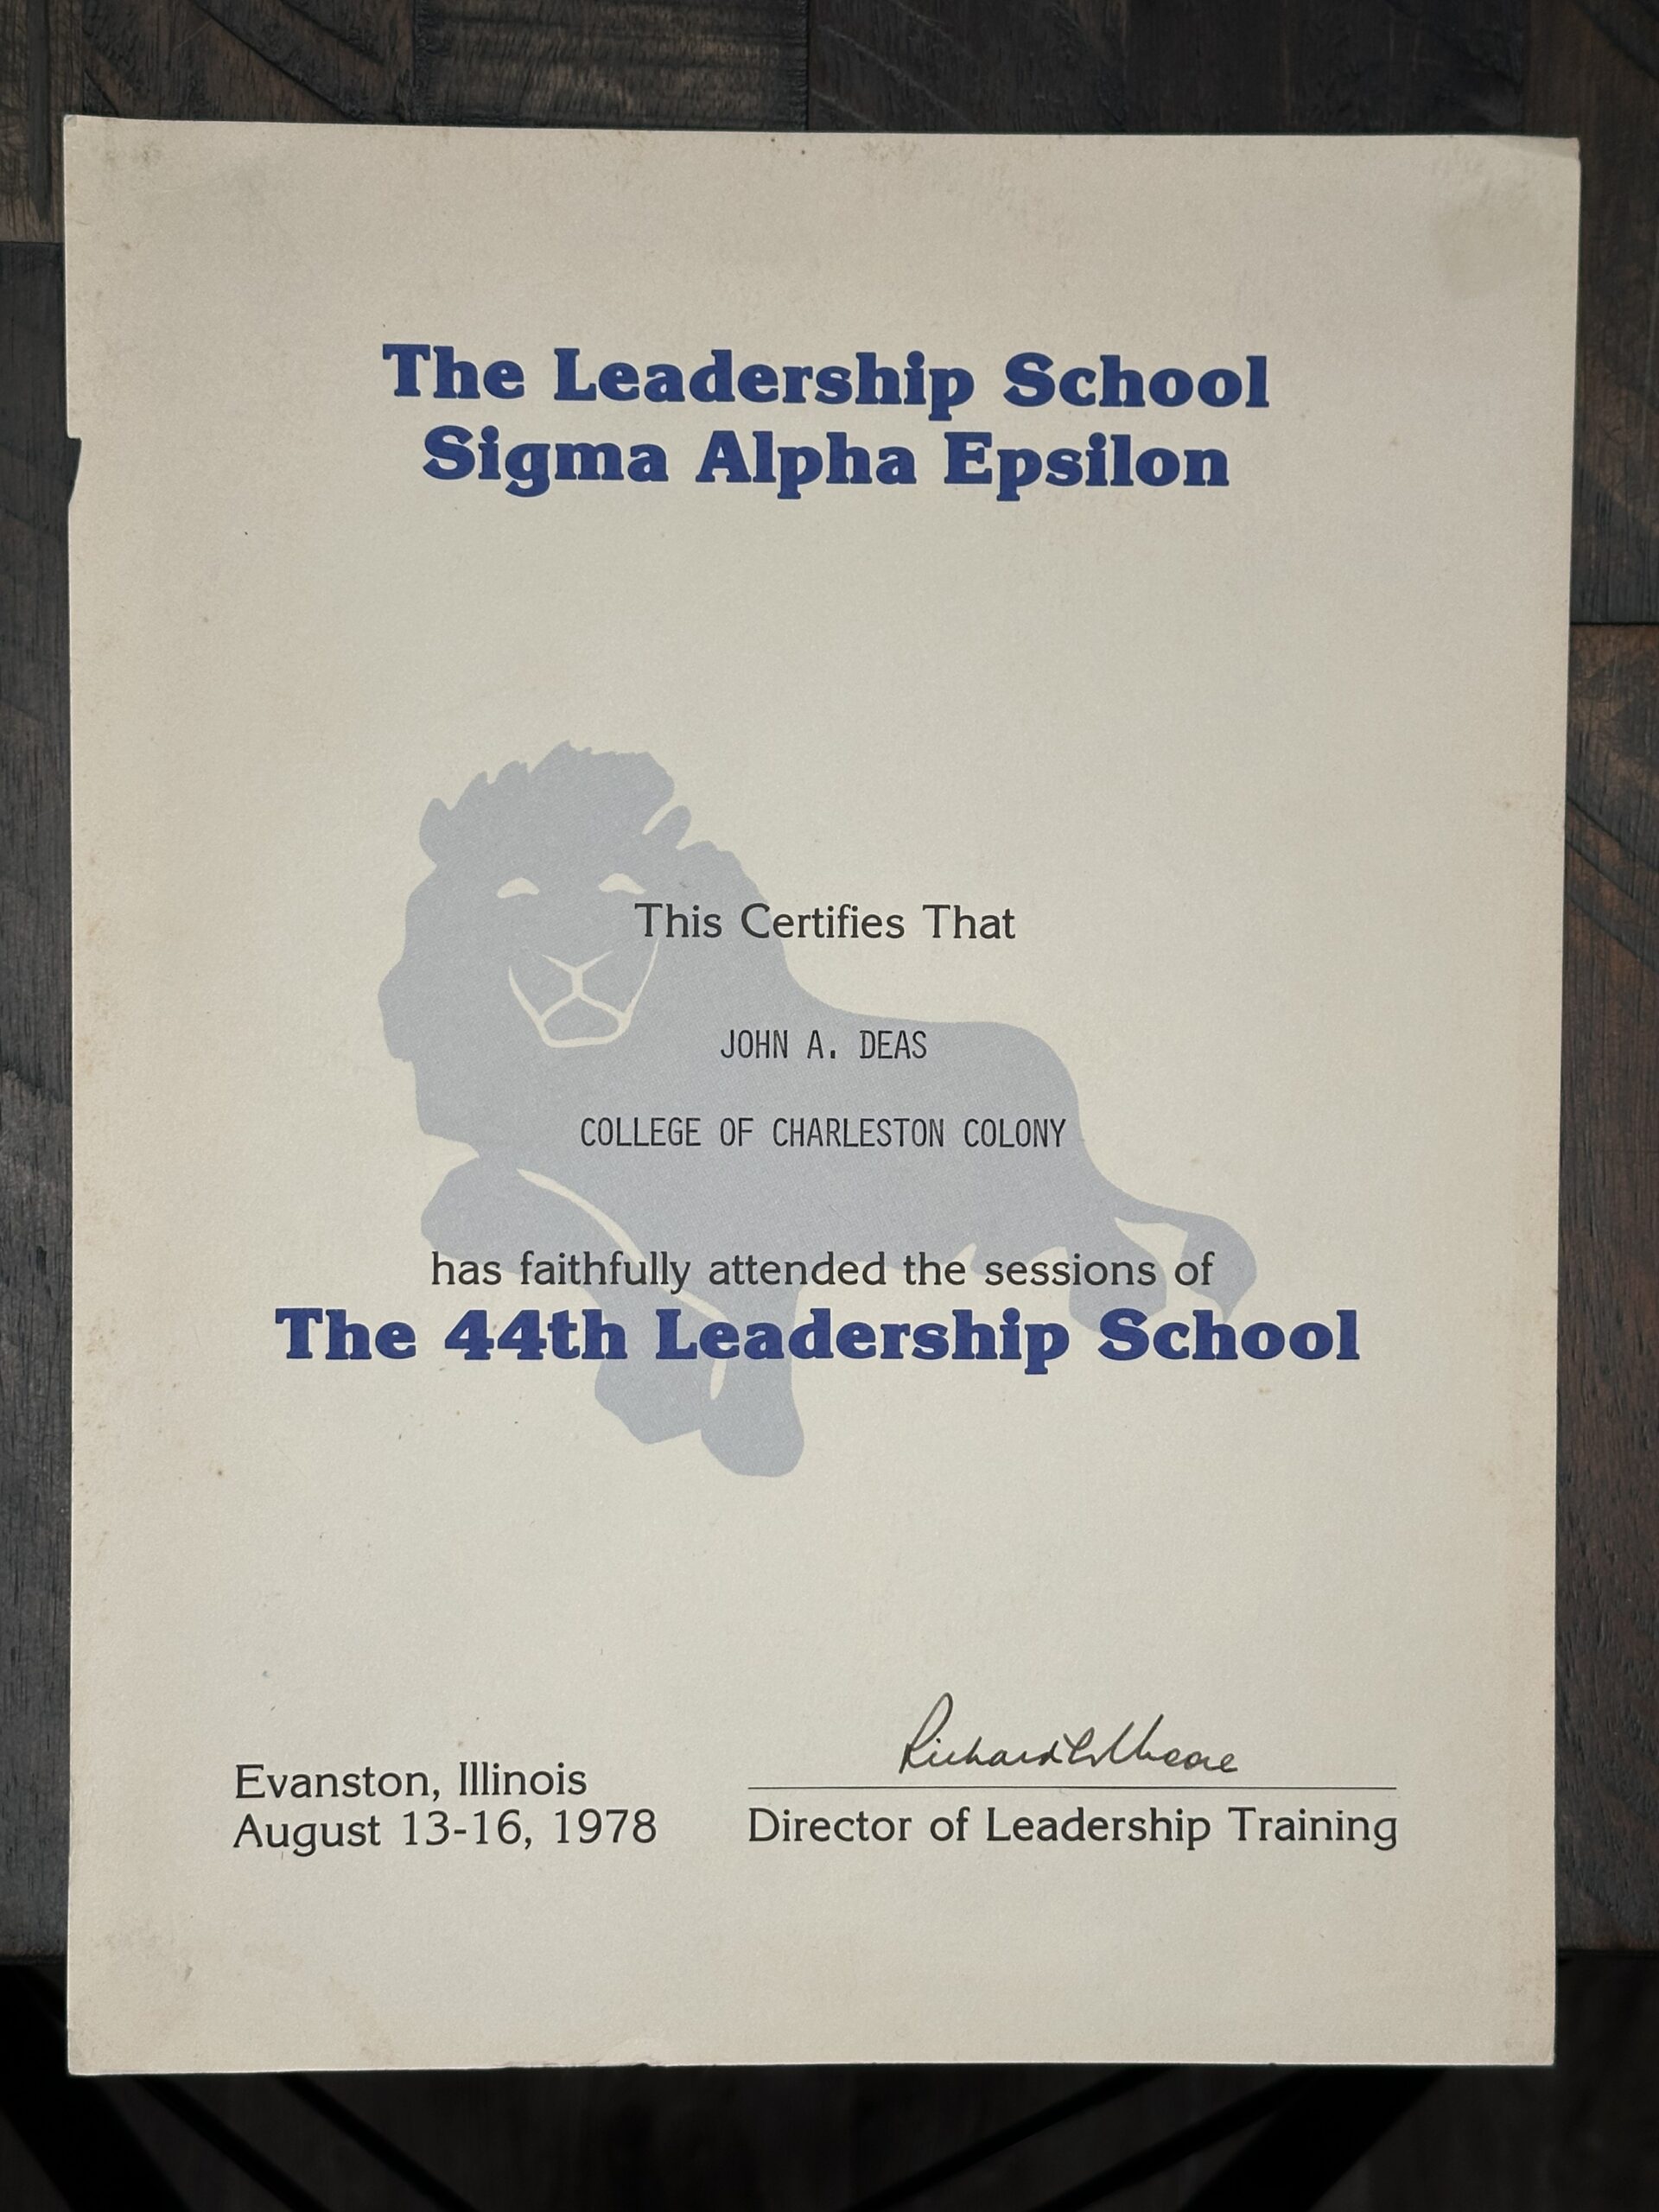 The Leadership School
Sigma Alpha Epsilon
This Certifies That
JOHN A. DEAS
COLLEGE OF CHARLESTON COLONY
has faithfully attended the sessions of
The 44th Leadership School
Richard
Evanston, Illinois
August 13-16, 1978
Director of Leadership Training